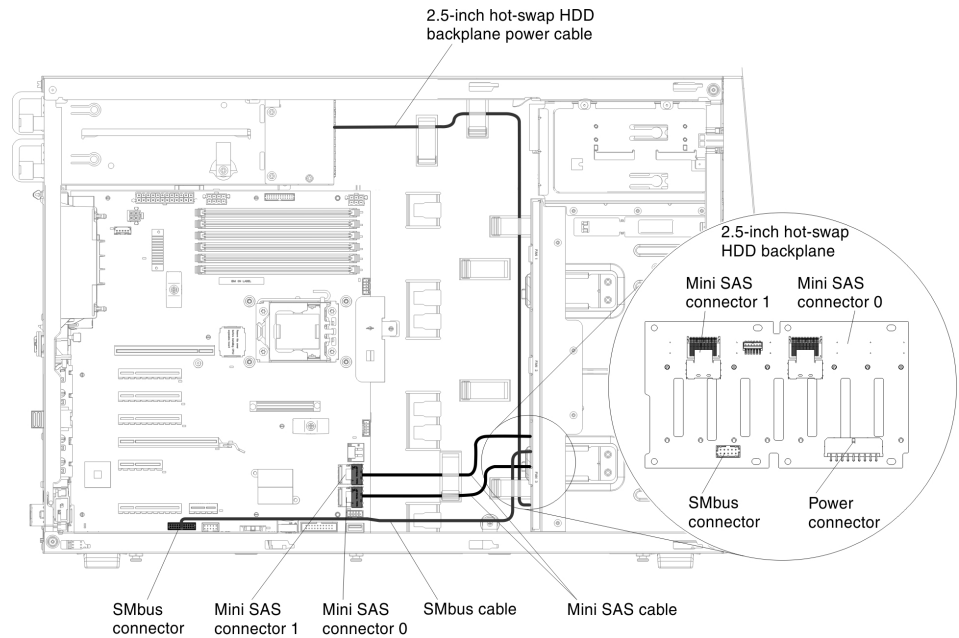 2.5-inch hot-swap HDD
backplane power cable
2.5-inch hot-swap
HDD backplane
Mini SAS
connector 1
Mini SAS
connector 0
SMbus
connector
Power
connector
SMbus
connector
Mini SAS
connector 1
Mini SAS
connector 0
SMbus cable
Mini SAS cable